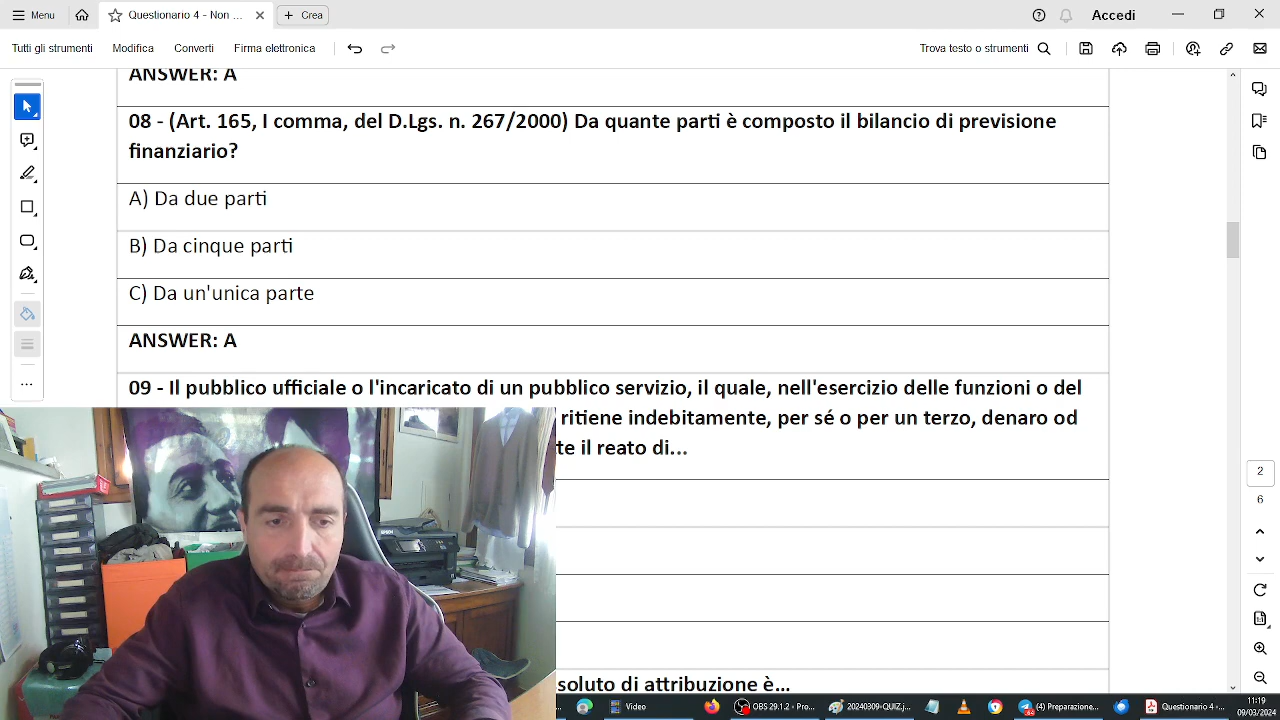 Menu
Questionario 4 - Non ...
Crea
Accedi
Tutti gli strumenti
Modifica
Converti
Firma elettronica
Trova testo o strumenti
ANSWER: A
08 - (Art. 165, I comma, del D.Lgs. n. 267/2000) Da quante parti è composto il bilancio di previsione
finanziario?
A) Da due parti
B) Da cinque parti
C) Da un'unica parte
ANSWER: A
09 - Il pubblico ufficiale o l'incaricato di un pubblico servizio, il quale, nell'esercizio delle funzioni o del
ritiene indebitamente, per sé o per un terzo, denaro od
te il reato di...
soluto di attribuzione è...
2
6
Video
OBS 29.1.2 - Pro...
20240309-QUIZ-j...
(4) Preparazione...
Questionario 4 -...
11:19
09/03/2024